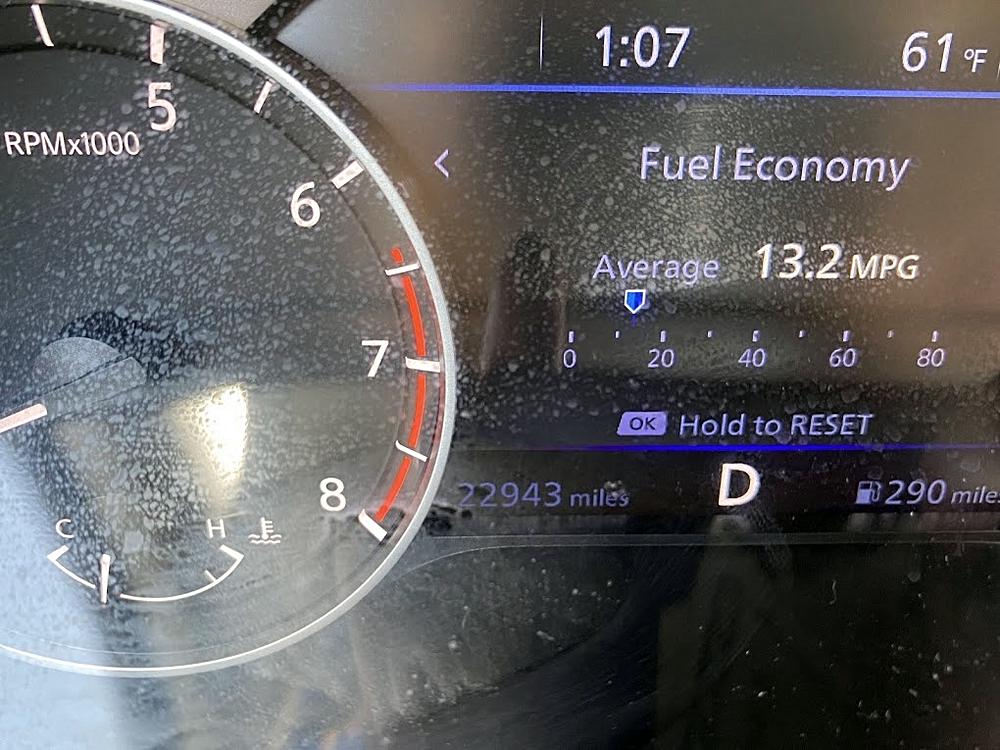 1:07 61°F
5
RPMx1000
< Fuel Economy
6
Average 13.2 MPG
7
0 20 40 60 80
OK Hold to RESET
8
22943 miles D 290 miles
C H